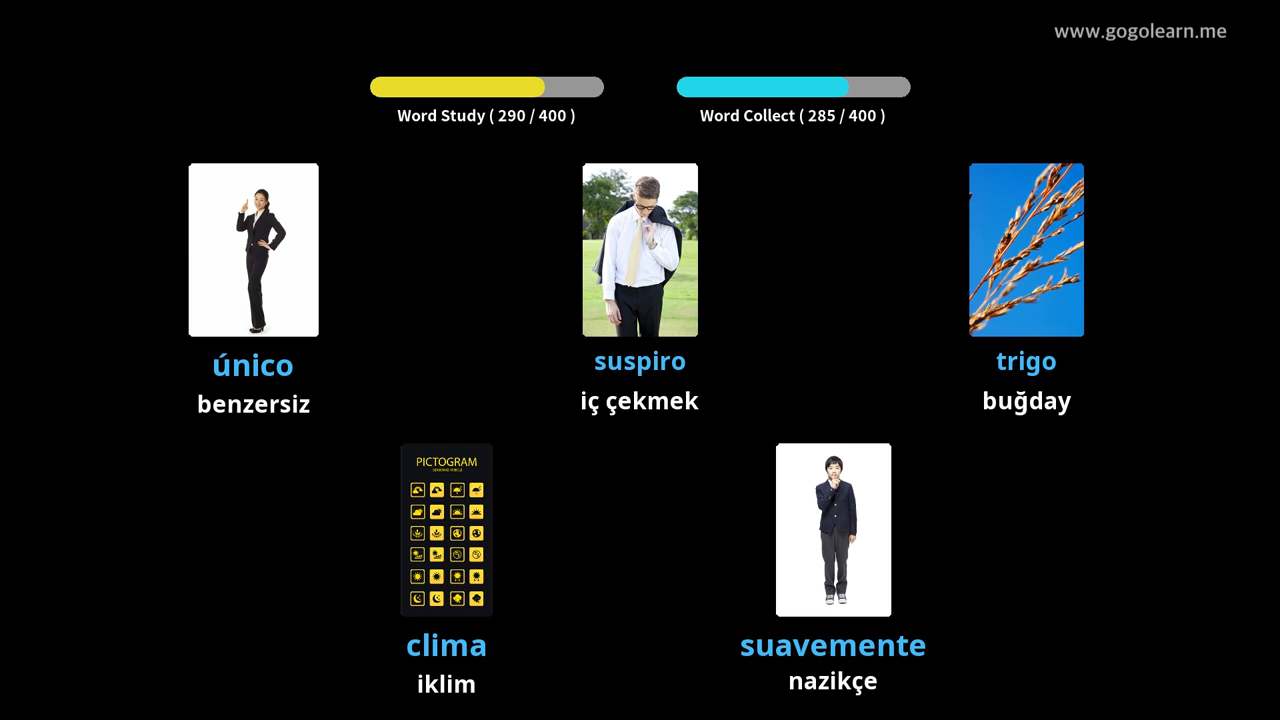 www.gogolearn.me
Word Study ( 290 / 400 )
Word Collect ( 285 / 400 )
único
benzersiz
suspiro
iç çekmek
trigo
buğday
PICTOGRAM
clima
iklim
suavemente
nazikçe